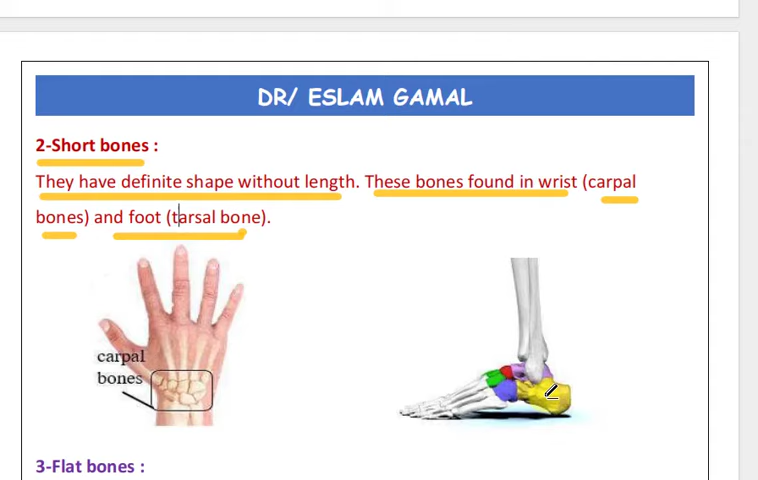 DR/ ESLAM GAMAL
2-Short bones :
They have definite shape without length. These bones found in wrist (carpal
bones) and foot (tarsal bone).
carpal
bones
3-Flat bones :